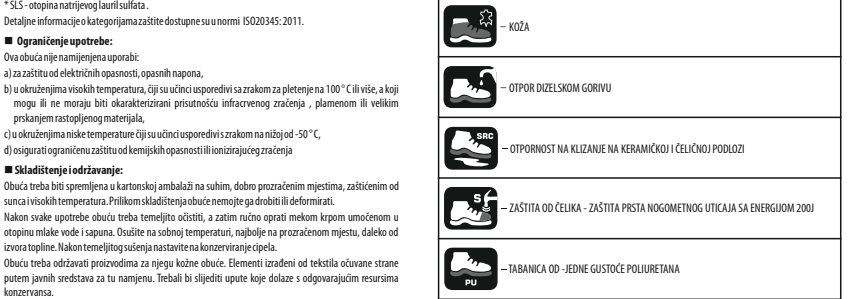 * SLS - otopina natrijevog lauril sulfata .
Detaljne informacije o kategorijama zaštite dostupne su u normi ISO20345: 2011.
■ Ograničenje upotrebe:
Ova obuća nije namijenjena uporabi:
a) za zaštitu od električnih opasnosti, opasnih napona,
b) u okruženjima visokih temperatura, čiji su učinci usporedivi sa zrakom za pletenje na 100 ° C ili više, a koji
mogu ili ne moraju biti okarakterizirani prisutnošću infracrvenog zračenja , plamenom ili velikim
prskanjem rastopljenog materijala,
c) u okruženjima niske temperature čiji su učinci usporedivi s zrakom na nižoj od -50 ° C,
d) osigurati ograničenu zaštitu od kemijskih opasnosti ili ionizirajućeg zračenja
■ Skladištenje i održavanje:
Obuća treba biti spremljena u kartonskoj ambalaži na suhim, dobro prozračenim mjestima, zaštićenim od
sunca i visokih temperatura. Prilikom skladištenja obuće nemojte ga drobiti ili deformirati.
Nakon svake upotrebe obuću treba temeljito očistiti, a zatim ručno oprati mekom krpom umočenom u
otopinu mlake vode i sapuna. Osušite na sobnoj temperaturi, najbolje na prozračenom mjestu, daleko od
izvora topline. Nakon temeljitog sušenja nastavite na konzerviranje cipela.
Obuću treba održavati proizvodima za njegu kožne obuće. Elementi izrađeni od tekstila očuvane strane
putem javnih sredstava za tu namjenu. Trebali bi slijediti upute koje dolaze s odgovarajućim resursima
konzervansa.
– KOŽA
– OTPOR DIZELSKOM GORIVU
SRC
– OTPORNOST NA KLIZANJE NA KERAMIČKOJ I ČELIČNOJ PODLOZI
S
– ZAŠTITA OD ČELIKA - ZAŠTITA PRSTA NOGOMETNOG UTICAJA SA ENERGIJOM 200J
PU
– TABANICA OD -JEDNE GUSTOĆE POLIURETANA